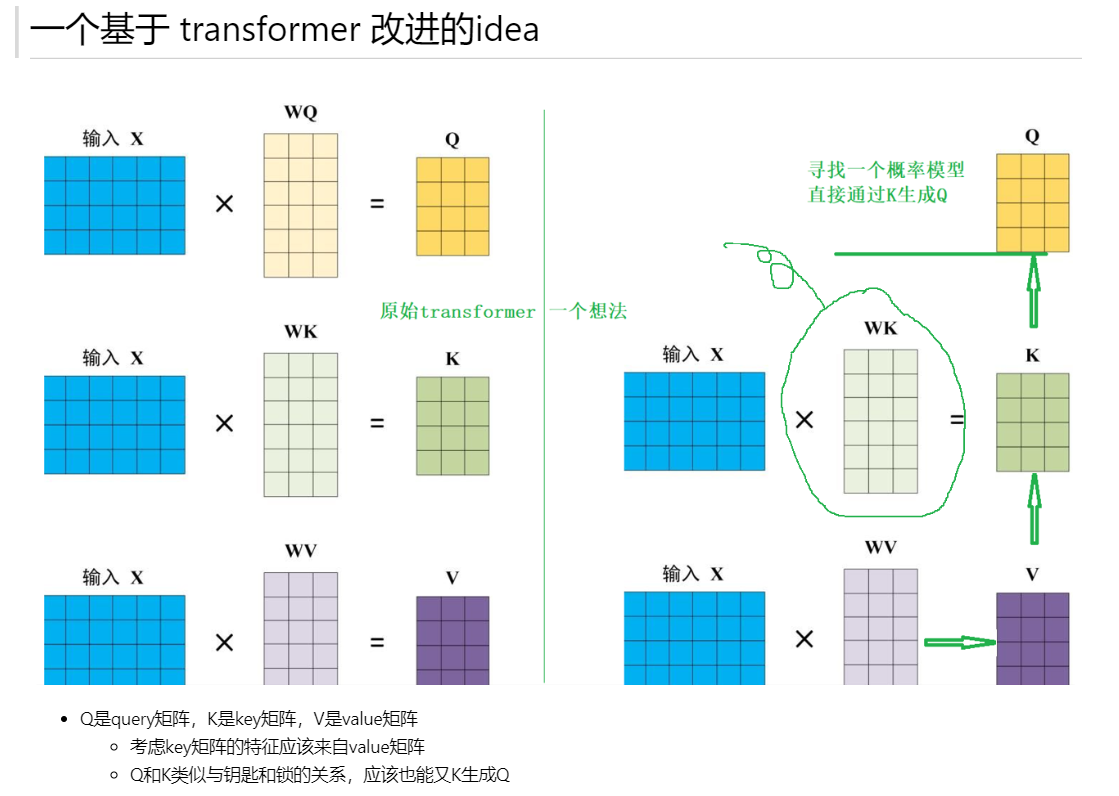 一个基于 transformer 改进的idea
WQ
输入 X
Q
×
=
原始transformer
WK
输入 X
K
×
=
WV
输入 X
V
×
=
Q
寻找一个概率模型
直接通过K生成Q
一个想法
WK
输入 X
K
×
=
WV
输入 X
V
×
Q是query矩阵，K是key矩阵，V是value矩阵
考虑key矩阵的特征应该来自value矩阵
Q和K类似与钥匙和锁的关系，应该也能又K生成Q